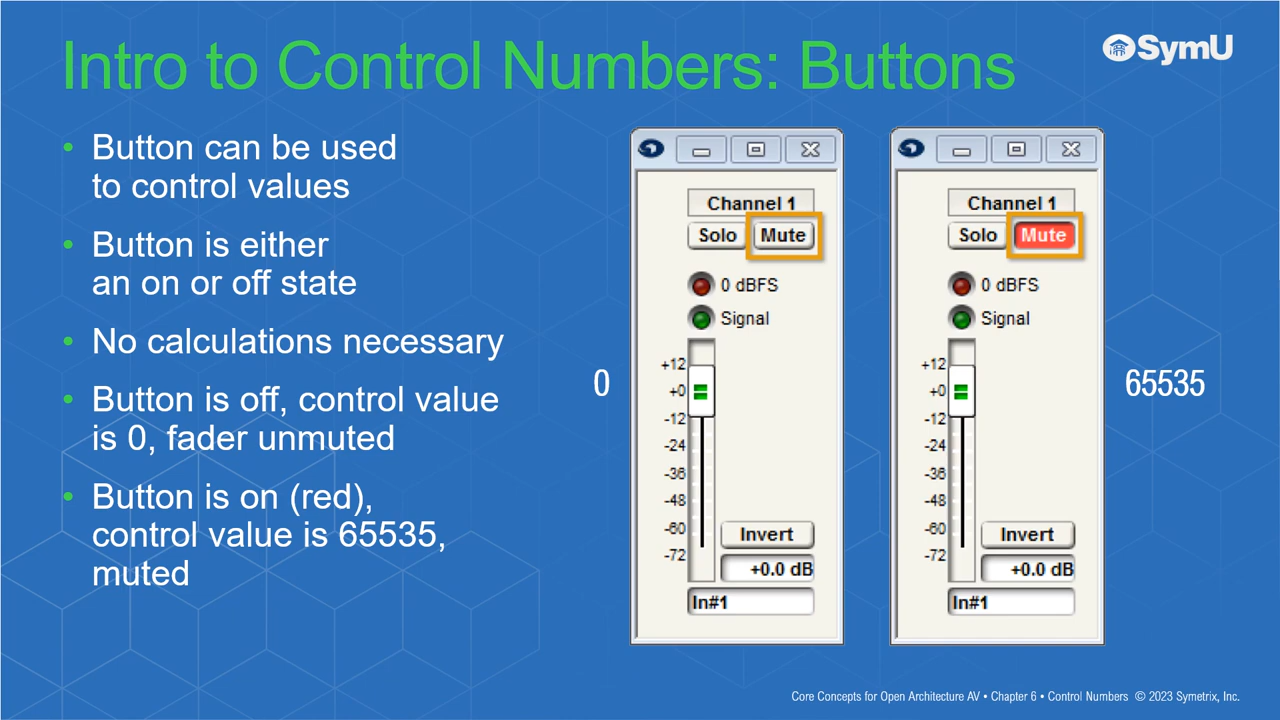 Intro to Control Numbers: Buttons
SymU
• Button can be used
to control values
• Button is either
an on or off state
• No calculations necessary
• Button is off, control value
is 0, fader unmuted
• Button is on (red),
control value is 65535,
muted
0
Channel 1
Solo Mute
0 dBFS
Signal
+12
+0
-12
-24
-36
-48
-60
-72
Invert
+0.0 dB
In#1
Channel 1
Solo Mute
0 dBFS
Signal
+12
+0
-12
-24
-36
-48
-60
-72
Invert
+0.0 dB
In#1
65535
Core Concepts for Open Architecture AV • Chapter 6 • Control Numbers © 2023 Symetrix, Inc.